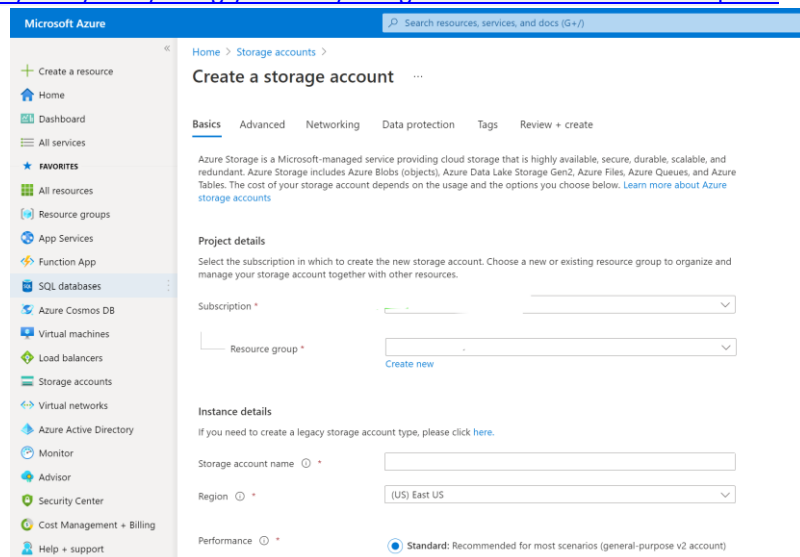 Microsoft Azure
Search resources, services, and docs (G+/)
«
Home > Storage accounts >
Create a storage account ...
Create a resource
Home
Dashboard
All services
FAVORITES
All resources
Resource groups
App Services
Function App
SQL databases
Azure Cosmos DB
Virtual machines
Load balancers
Storage accounts
Virtual networks
Azure Active Directory
Monitor
Advisor
Security Center
Cost Management + Billing
Help + support
Basics Advanced Networking Data protection Tags Review + create
Azure Storage is a Microsoft-managed service providing cloud storage that is highly available, secure, durable, scalable, and
redundant. Azure Storage includes Azure Blobs (objects), Azure Data Lake Storage Gen2, Azure Files, Azure Queues, and Azure
Tables. The cost of your storage account depends on the usage and the options you choose below. Learn more about Azure
storage accounts
Project details
Select the subscription in which to create the new storage account. Choose a new or existing resource group to organize and
manage your storage account together with other resources.
Subscription *
Resource group *
Create new
Instance details
If you need to create a legacy storage account type, please click here.
Storage account name *
Region *
(US) East US
Performance *
Standard: Recommended for most scenarios (general-purpose v2 account)